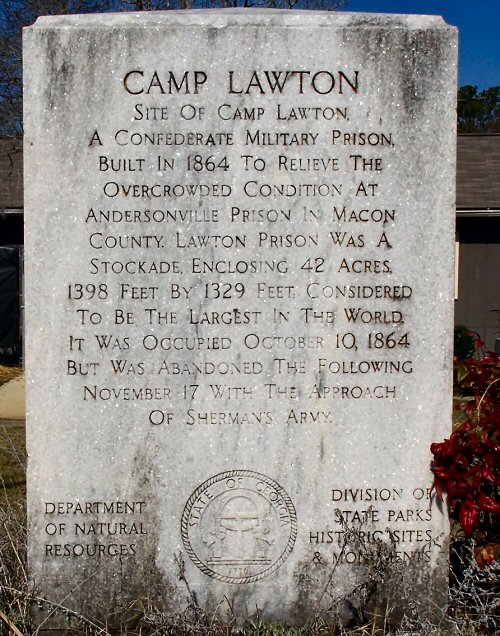 CAMP LAWTON
SITE OF CAMP LAWTON,
A CONFEDERATE MILITARY PRISON,
BUILT IN 1864 TO RELIEVE THE
OVERCROWDED CONDITION AT
ANDERSONVILLE PRISON IN MACON
COUNTY. LAWTON PRISON WAS A
STOCKADE, ENCLOSING 42 ACRES,
1398 FEET BY 1329 FEET. CONSIDERED
TO BE THE LARGEST IN THE WORLD,
IT WAS OCCUPIED OCTOBER 10, 1864
BUT WAS ABANDONED THE FOLLOWING
NOVEMBER 17 WITH THE APPROACH
OF SHERMAN'S ARMY.
STATE OF GEORGIA
1776
DEPARTMENT
OF NATURAL
RESOURCES
DIVISION OF
STATE PARKS
HISTORIC SITES
& MONUMENTS